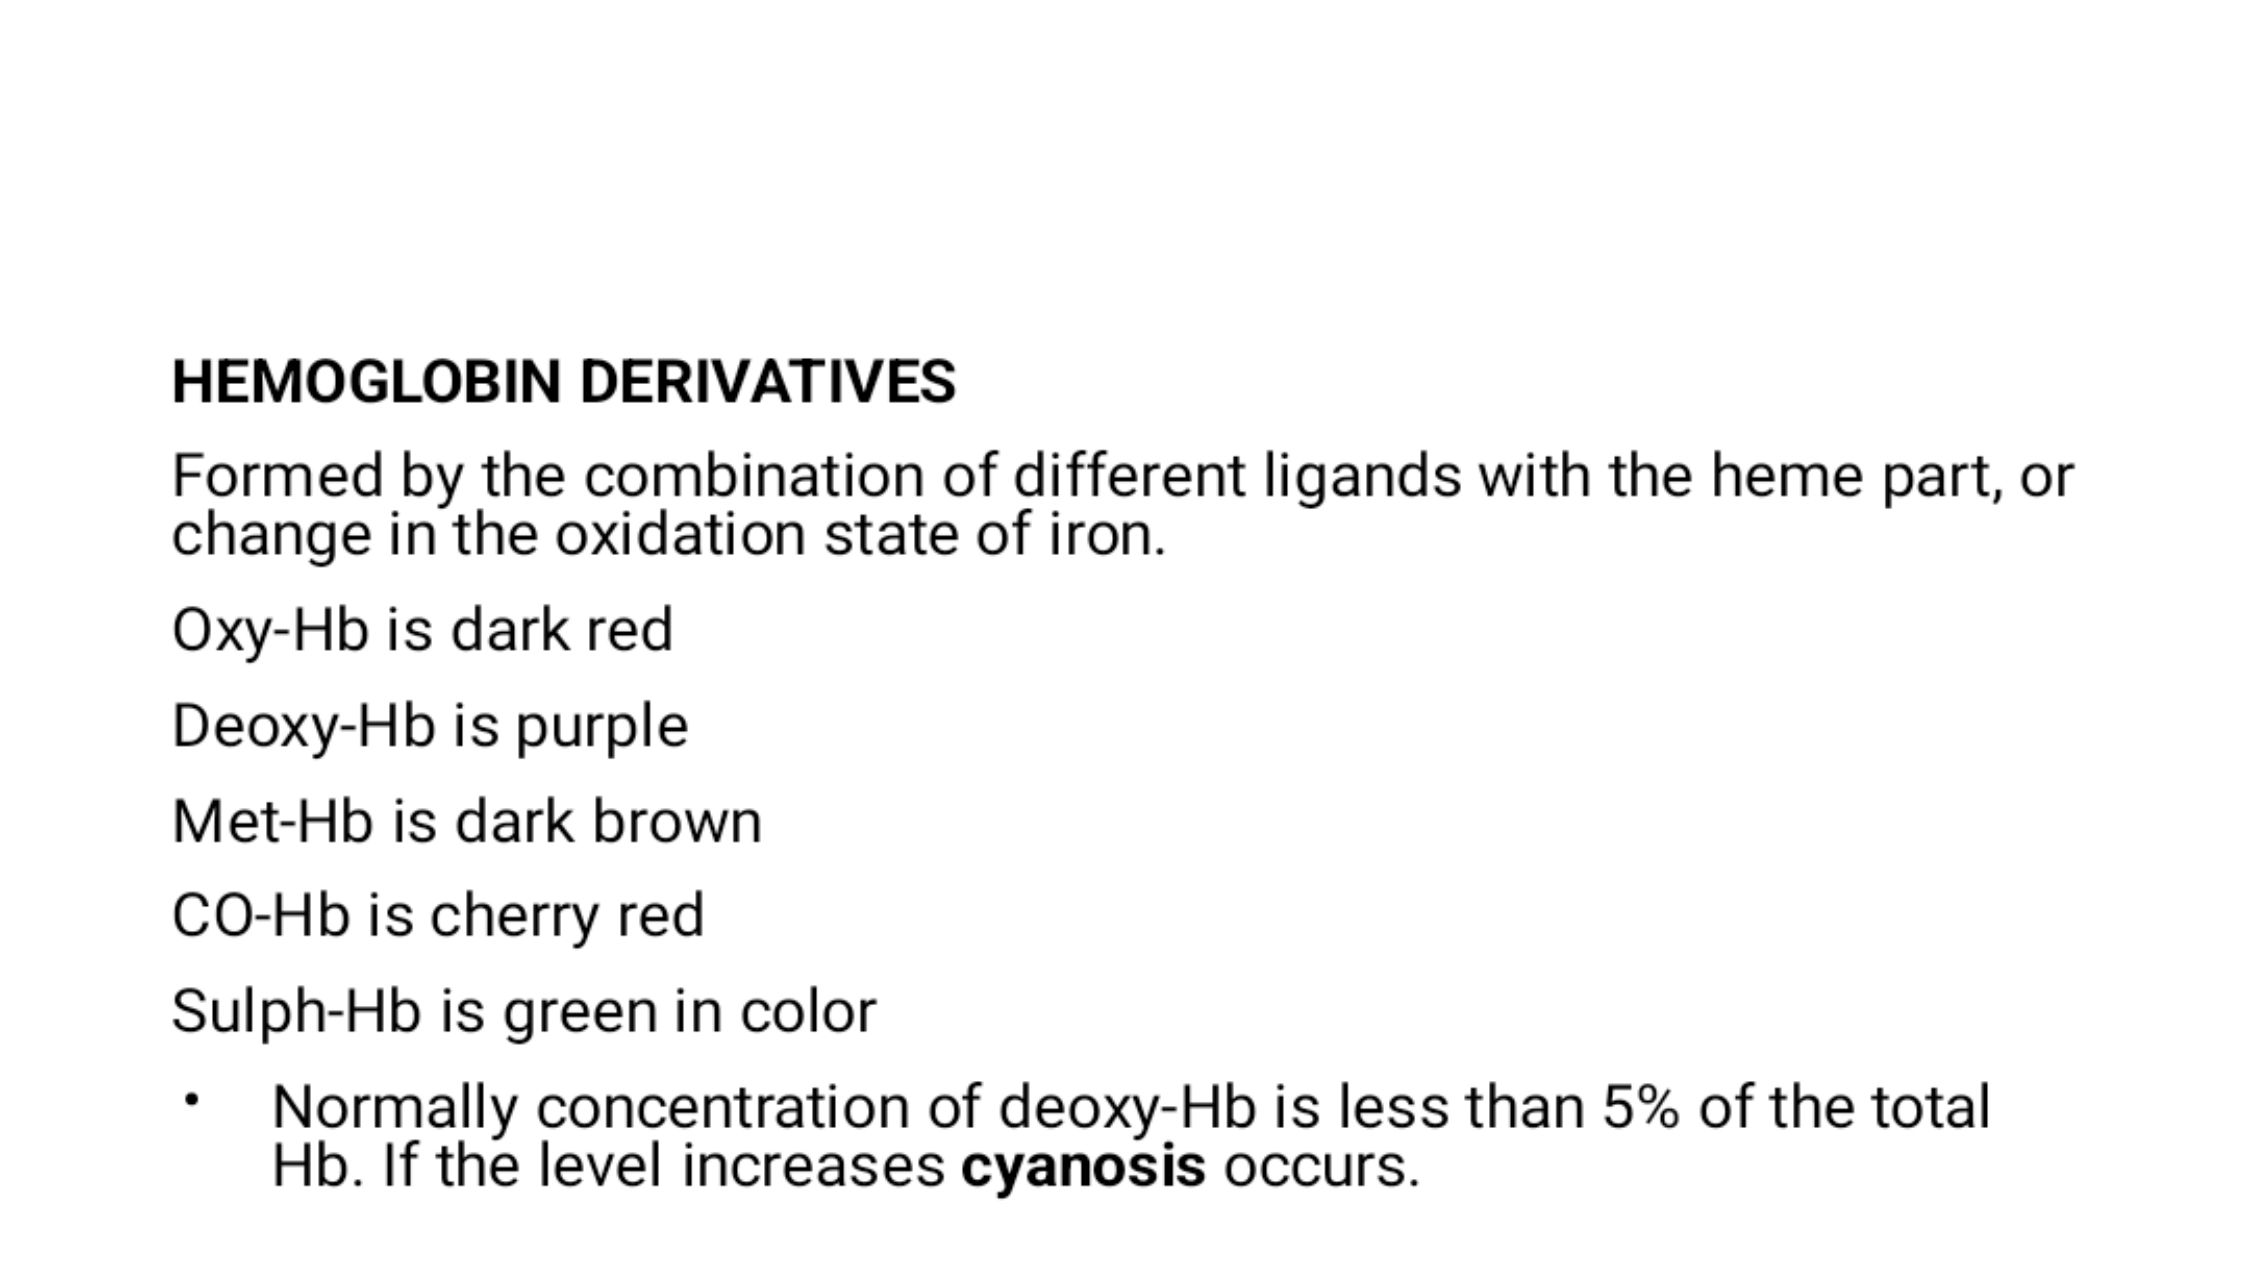 HEMOGLOBIN DERIVATIVES
Formed by the combination of different ligands with the heme part, or
change in the oxidation state of iron.
Oxy-Hb is dark red
Deoxy-Hb is purple
Met-Hb is dark brown
CO-Hb is cherry red
Sulph-Hb is green in color
• Normally concentration of deoxy-Hb is less than 5% of the total
Hb. If the level increases cyanosis occurs.